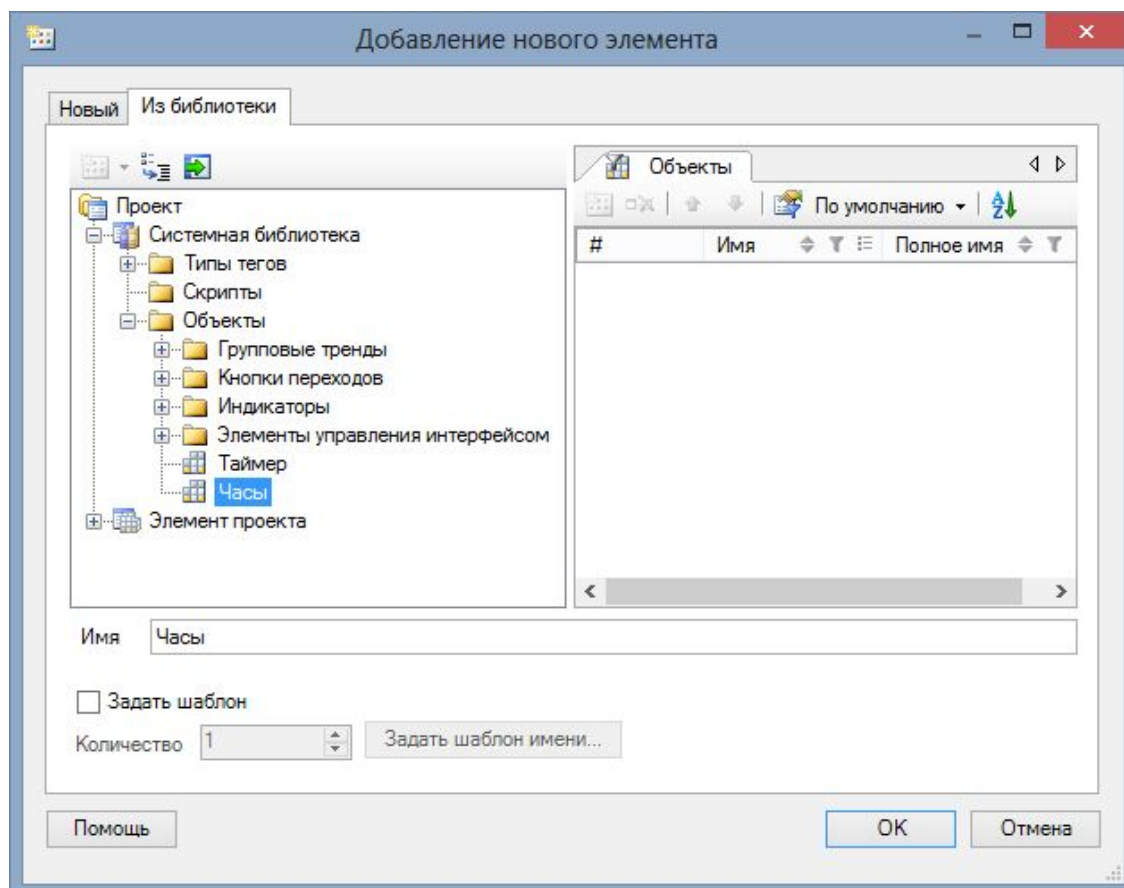 Добавление нового элемента
Новый
Из библиотеки
Проект
Системная библиотека
Типы тегов
Скрипты
Объекты
Групповые тренды
Кнопки переходов
Индикаторы
Элементы управления интерфейсом
Таймер
Часы
Элемент проекта
Объекты
По умолчанию
# Имя Полное имя
Имя Часы
Задать шаблон
Количество 1 Задать шаблон имени...
Помощь OK Отмена